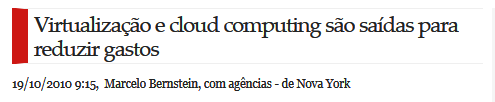 Virtualização e cloud computing são saídas para
reduzir gastos
19/10/2010 9:15, Marcelo Bernstein, com agências - de Nova York